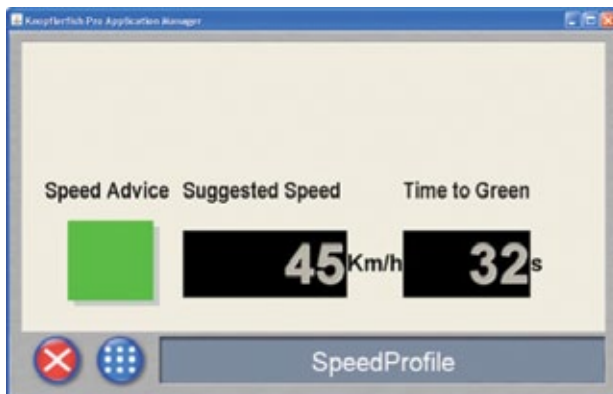 Knopflerfish Pro Application Manager
Speed Advice Suggested Speed Time to Green
45 Km/h 32 s
SpeedProfile